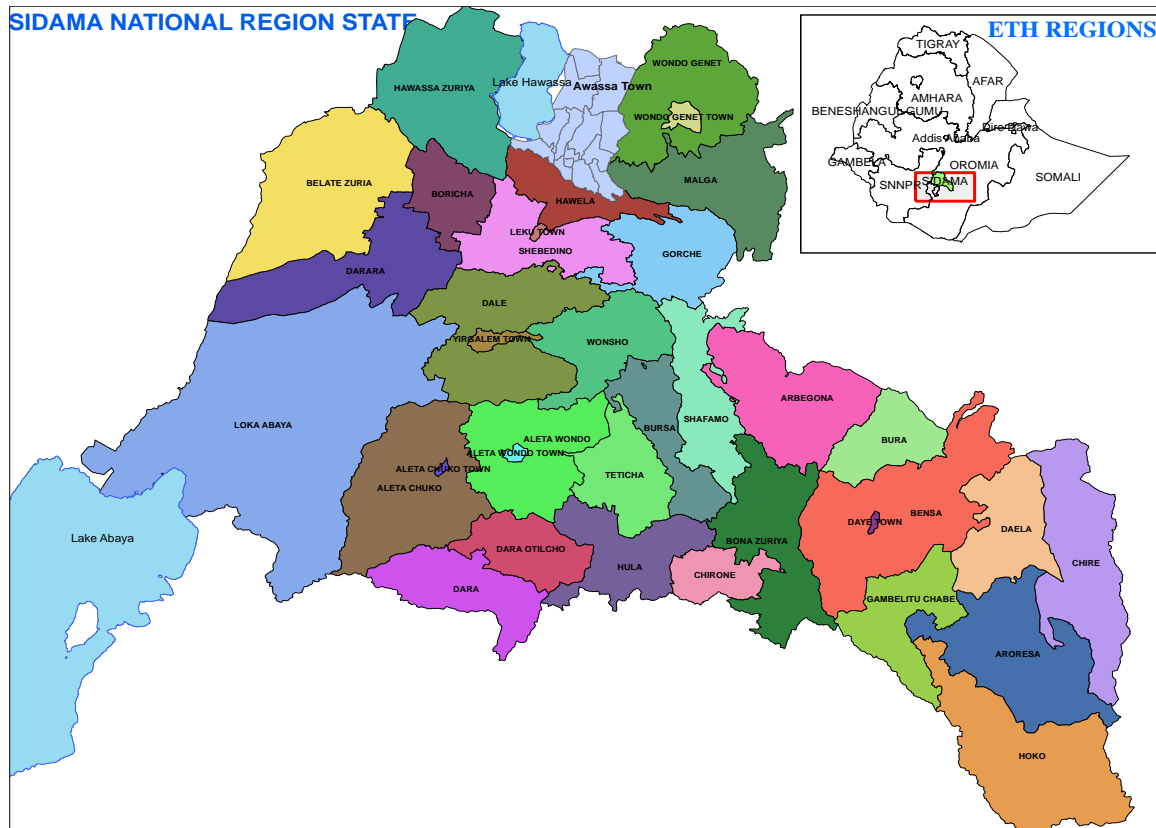 SIDAMA NATIONAL REGION STATE
ETH REGIONS
TIGRAY
AFAR
AMHARA
BENESHANGUL GUMU
Dire Dawa
Addis Ababa
GAMBELA
OROMIA
SNNPR
SIDAMA
SOMALI
WONDO GENET
Lake Hawassa
HAWASSA ZURIYA
Awassa Town
WONDO GENET TOWN
BELATE ZURIA
MALGA
BORICHA
HAWELA
LEKU TOWN
SHEBEDINO
GORCHE
DARARA
DALE
YIRGALEM TOWN
WONSHO
ARBEGONA
LOKA ABAYA
SHAFAMO
BURSA
ALETA WONDO
BURA
ALETA WONDO TOWN
ALETA CHUKO TOWN
TETICHA
ALETA CHUKO
BENSA
DAYE TOWN
DAELA
Lake Abaya
BONA ZURIYA
DARA OTILCHO
CHIRE
HULA
CHIRONE
DARA
GAMBELITU CHABE
ARORESA
HOKO